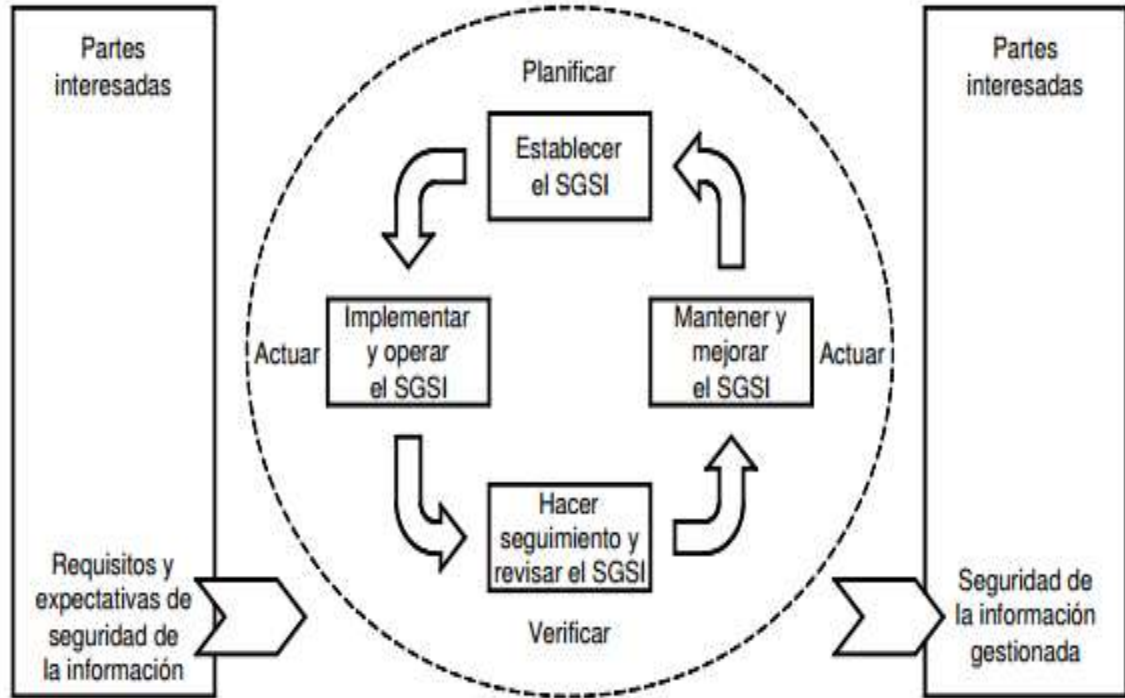 Partes
interesadas
Requisitos y
expectativas de
seguridad de
la información
Planificar
Establecer
el SGSI
Actuar
Implementar
y operar
el SGSI
Mantener y
mejorar
el SGSI
Actuar
Hacer
seguimiento y
revisar el SGSI
Verificar
Partes
interesadas
Seguridad de
la información
gestionada